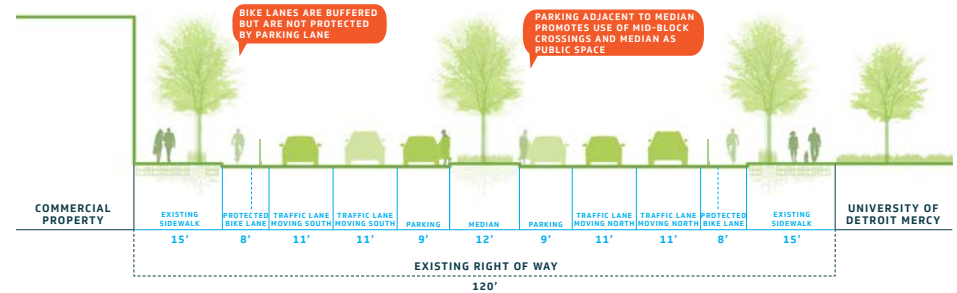 BIKE LANES ARE BUFFERED
BUT ARE NOT PROTECTED
BY PARKING LANE
PARKING ADJACENT TO MEDIAN
PROMOTES USE OF MID-BLOCK
CROSSINGS AND MEDIAN AS
PUBLIC SPACE
COMMERCIAL
PROPERTY
EXISTING
SIDEWALK
15'
PROTECTED
BIKE LANE
8'
TRAFFIC LANE
MOVING SOUTH
11'
TRAFFIC LANE
MOVING SOUTH
11'
PARKING
9'
MEDIAN
12'
PARKING
9'
TRAFFIC LANE
MOVING NORTH
11'
TRAFFIC LANE
MOVING NORTH
11'
PROTECTED
BIKE LANE
8'
EXISTING
SIDEWALK
15'
UNIVERSITY OF
DETROIT MERCY
EXISTING RIGHT OF WAY
120'